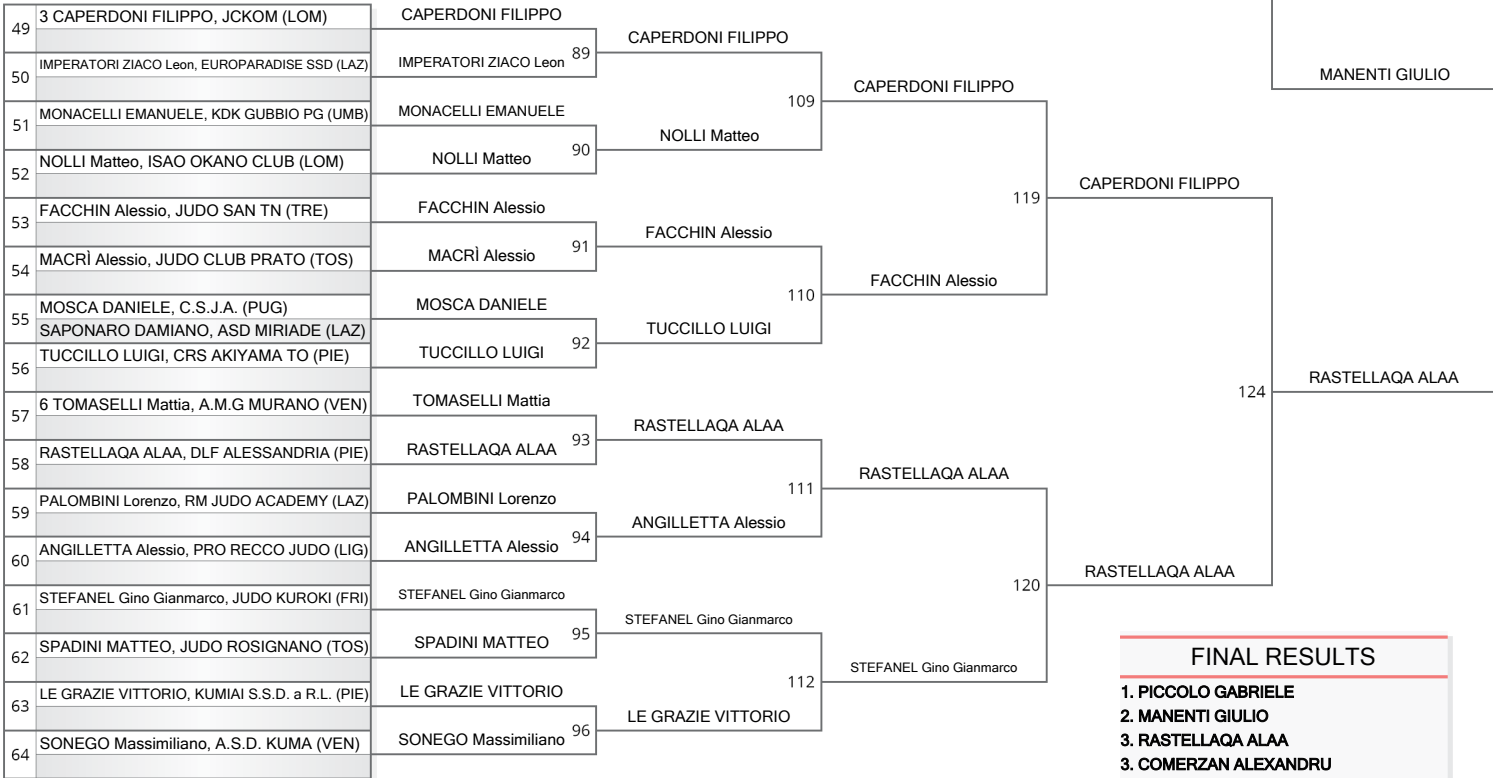 49
3 CAPERDONI FILIPPO, JCKOM (LOM)
50
IMPERATORI ZIACO Leon, EUROPARADISE SSD (LAZ)
51
MONACELLI EMANUELE, KDK GUBBIO PG (UMB)
52
NOLLI Matteo, ISAO OKANO CLUB (LOM)
53
FACCHIN Alessio, JUDO SAN TN (TRE)
54
MACRÌ Alessio, JUDO CLUB PRATO (TOS)
55
MOSCA DANIELE, C.S.J.A. (PUG)
SAPONARO DAMIANO, ASD MIRIADE (LAZ)
56
TUCCILLO LUIGI, CRS AKIYAMA TO (PIE)
57
6 TOMASELLI Mattia, A.M.G MURANO (VEN)
58
RASTELLAQA ALAA, DLF ALESSANDRIA (PIE)
59
PALOMBINI Lorenzo, RM JUDO ACADEMY (LAZ)
60
ANGILLETTA Alessio, PRO RECCO JUDO (LIG)
61
STEFANEL Gino Gianmarco, JUDO KUROKI (FRI)
62
SPADINI MATTEO, JUDO ROSIGNANO (TOS)
63
LE GRAZIE VITTORIO, KUMIAI S.S.D. a R.L. (PIE)
64
SONEGO Massimiliano, A.S.D. KUMA (VEN)
CAPERDONI FILIPPO
89
IMPERATORI ZIACO Leon
MONACELLI EMANUELE
90
NOLLI Matteo
FACCHIN Alessio
91
MACRÌ Alessio
MOSCA DANIELE
92
TUCCILLO LUIGI
TOMASELLI Mattia
93
RASTELLAQA ALAA
PALOMBINI Lorenzo
94
ANGILLETTA Alessio
STEFANEL Gino Gianmarco
95
SPADINI MATTEO
LE GRAZIE VITTORIO
96
SONEGO Massimiliano
CAPERDONI FILIPPO
109
NOLLI Matteo
FACCHIN Alessio
110
TUCCILLO LUIGI
RASTELLAQA ALAA
111
ANGILLETTA Alessio
STEFANEL Gino Gianmarco
112
LE GRAZIE VITTORIO
CAPERDONI FILIPPO
119
FACCHIN Alessio
RASTELLAQA ALAA
120
STEFANEL Gino Gianmarco
CAPERDONI FILIPPO
124
RASTELLAQA ALAA
MANENTI GIULIO
RASTELLAQA ALAA
FINAL RESULTS
1. PICCOLO GABRIELE
2. MANENTI GIULIO
3. RASTELLAQA ALAA
3. COMERZAN ALEXANDRU